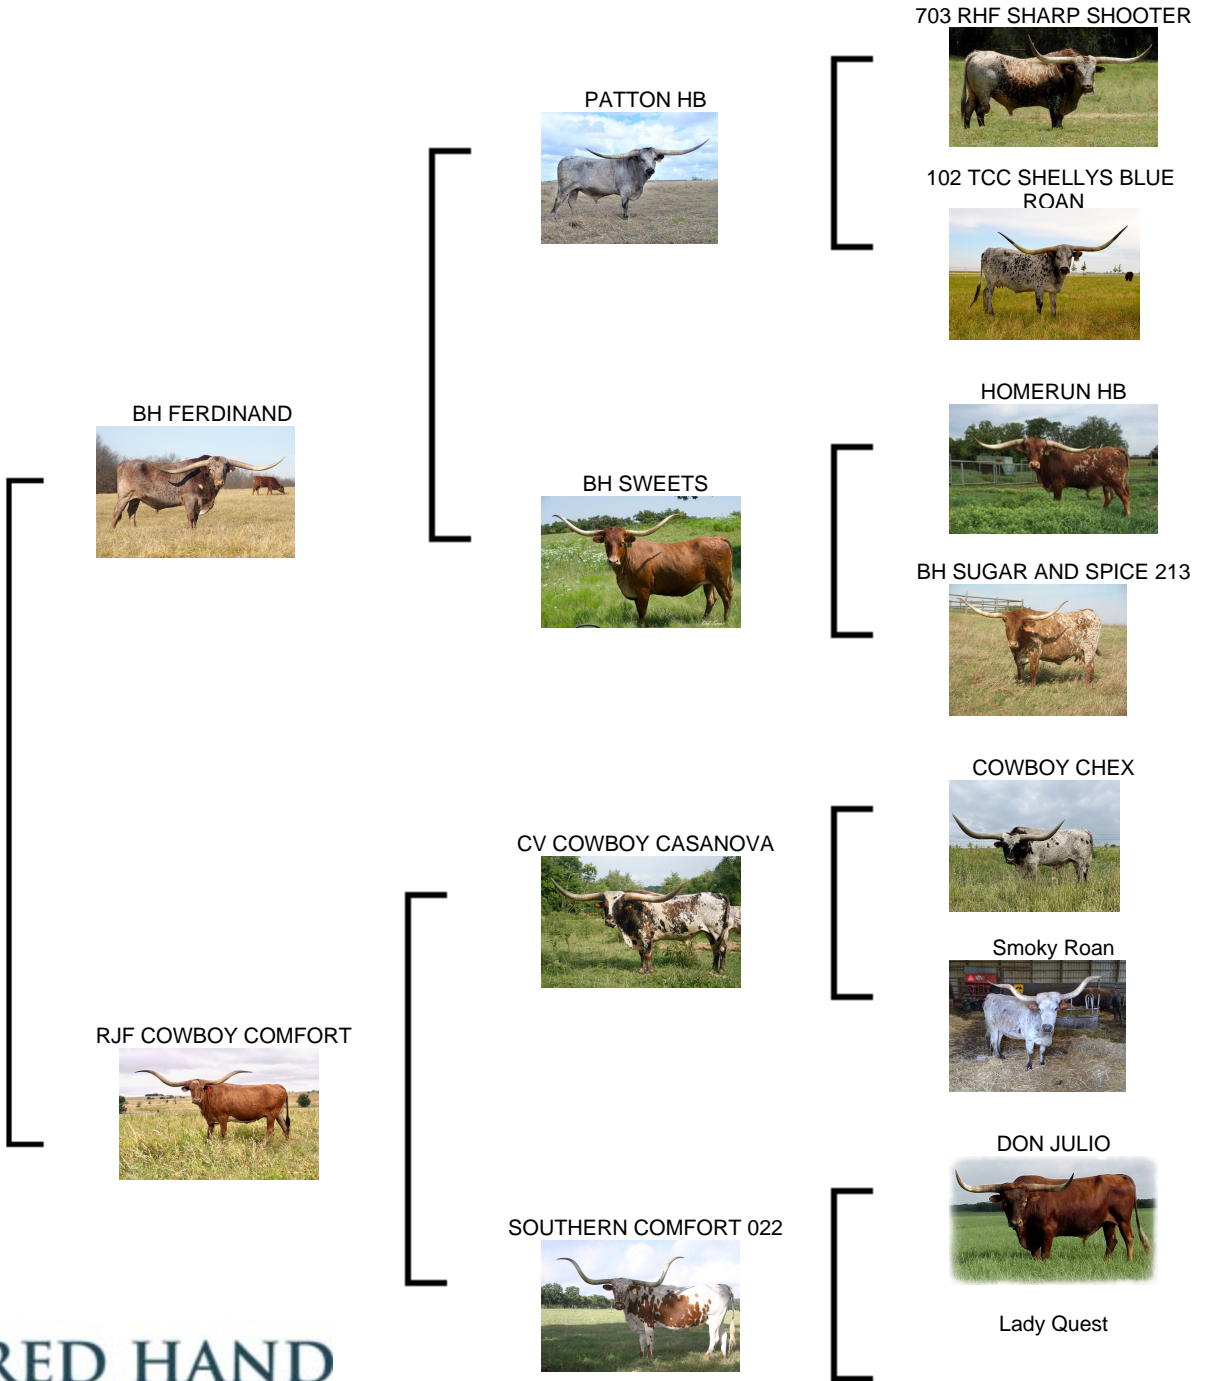 703 RHF SHARP SHOOTER
PATTON HB
102 TCC SHELLYS BLUE
ROAN
HOMERUN HB
BH FERDINAND
BH SWEETS
BH SUGAR AND SPICE 213
COWBOY CHEX
CV COWBOY CASANOVA
Smoky Roan
RJF COWBOY COMFORT
DON JULIO
SOUTHERN COMFORT 022
Lady Quest
RED HAND